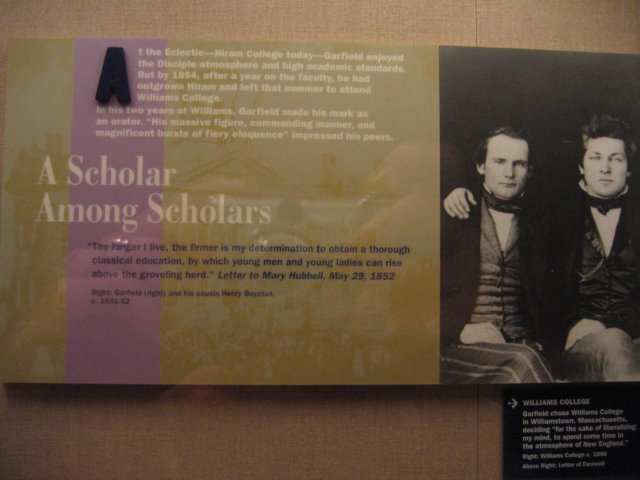 At the Eclectic—Hiram College today—Garfield enjoyed
the Disciple atmosphere and high academic standards.
But by 1854, after a year on the faculty, he had
outgrown Hiram and left that summer to attend
Williams College.
In his two years at Williams, Garfield made his mark as
an orator. "His massive figure, commanding manner, and
magnificent bursts of fiery eloquence" impressed his peers.
A Scholar
Among Scholars
"The longer I live, the firmer is my determination to obtain a thorough
classical education, by which young men and young ladies can rise
above the groveling herd." Letter to Mary Hubbell, May 29, 1852
Right: Garfield (right) and his cousin Henry Boynton,
c. 1851-52
→ WILLIAMS COLLEGE
Garfield chose Williams College
in Williamstown, Massachusetts,
deciding "for the sake of liberalizing
my mind, to spend some time in
the atmosphere of New England."
Right: Williams College c. 1856
Above Right: Letter of Farewell